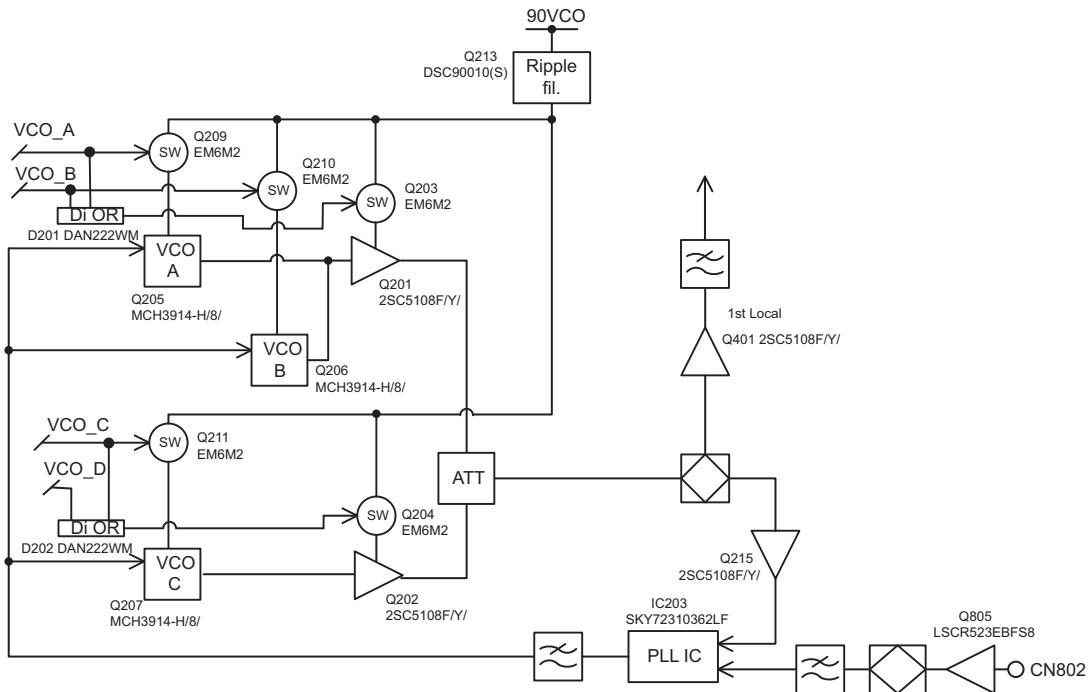 90VCO
Q213
DSC90010(S)
Ripple
fil.
VCO_A
SW
Q209
EM6M2
VCO_B
SW
Q210
EM6M2
SW
Q203
EM6M2
Di OR
D201 DAN222WM
VCO
A
Q205
MCH3914-H/8/
Q201
2SC5108F/Y/
VCO
B
Q206
MCH3914-H/8/
1st Local
Q401 2SC5108F/Y/
VCO_C
SW
Q211
EM6M2
VCO_D
Di OR
D202 DAN222WM
SW
Q204
EM6M2
ATT
VCO
C
Q207
MCH3914-H/8/
Q202
2SC5108F/Y/
Q215
2SC5108F/Y/
IC203
SKY72310362LF
PLL IC
Q805
LSCR523EBFS8
CN802